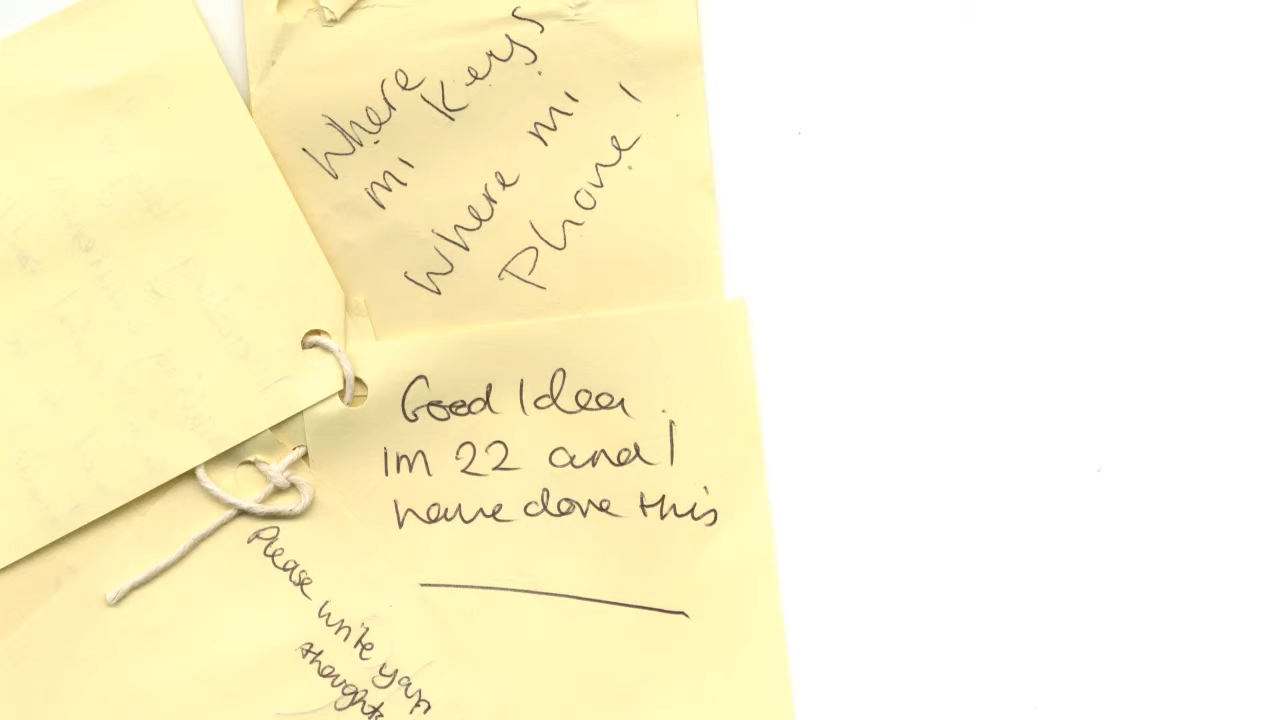 Where
mi Keys
Where mi
Phone !
Good Idea
im 22 and I
have done this
Please write your
thoughts